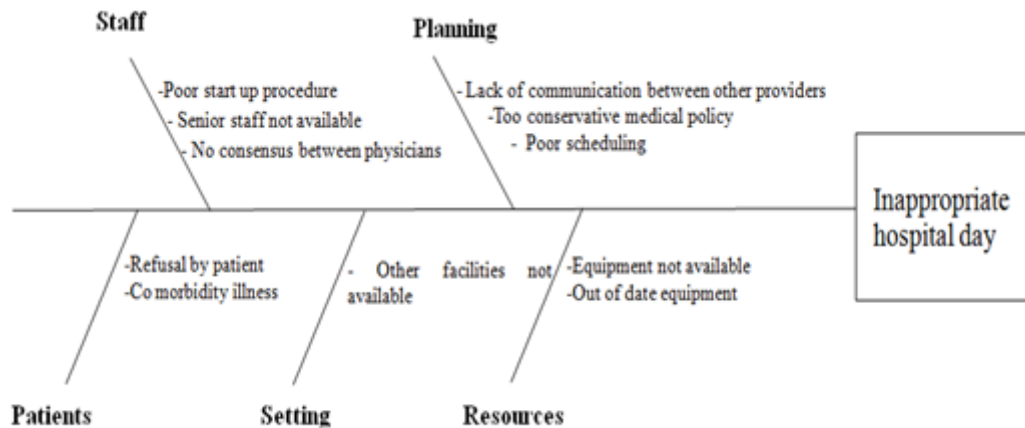 Staff
Planning
-Poor start up procedure
- Senior staff not available
- No consensus between physicians
- Lack of communication between other providers
-Too conservative medical policy
- Poor scheduling
Inappropriate
hospital day
-Refusal by patient
-Co morbidity illness
- Other facilities not
available
-Equipment not available
-Out of date equipment
Patients
Setting
Resources